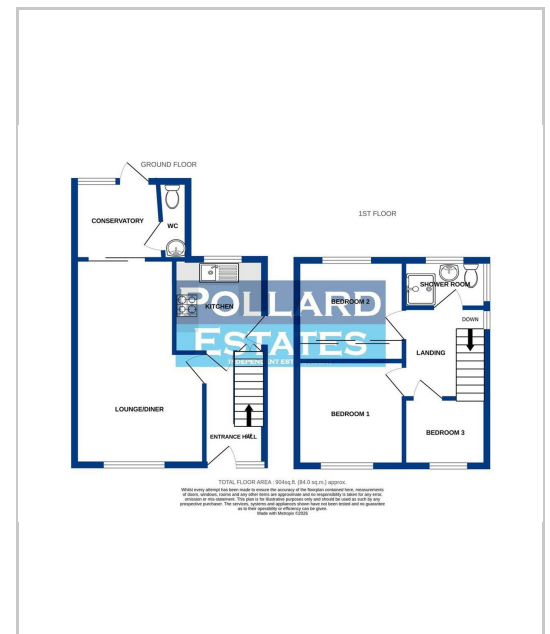 GROUND FLOOR
CONSERVATORY
WC
KITCHEN
LOUNGE/DINER
ENTRANCE HALL
UP
1ST FLOOR
SHOWER ROOM
BEDROOM 2
DOWN
LANDING
BEDROOM 1
BEDROOM 3
POLLARD
ESTATES
INDEPENDENT ESTATE
TOTAL FLOOR AREA : 904sq.ft. (84.0 sq.m.) approx.
Whilst every attempt has been made to ensure the accuracy of the floorplan contained here, measurements
of doors, windows, rooms and any other items are approximate and no responsibility is taken for any error,
omission or mis-statement. This plan is for illustrative purposes only and should be used as such by any
prospective purchaser. The services, systems and appliances shown have not been tested and no guarantee
as to their operability or efficiency can be given.
Made with Metropix ©2026